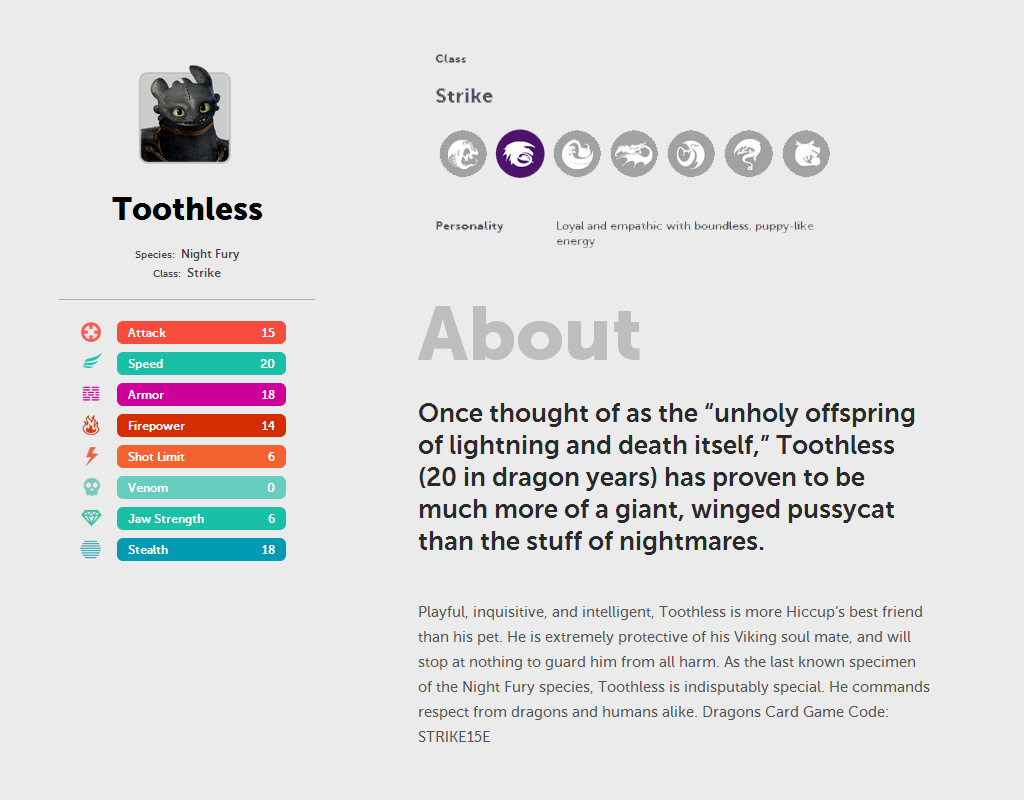 Toothless
Species: Night Fury
Class: Strike
Attack 15
Speed 20
Armor 18
Firepower 14
Shot Limit 6
Venom 0
Jaw Strength 6
Stealth 18
Class
Strike
Personality Loyal and empathic with boundless, puppy-like
energy
About
Once thought of as the “unholy offspring
of lightning and death itself,” Toothless
(20 in dragon years) has proven to be
much more of a giant, winged pussycat
than the stuff of nightmares.
Playful, inquisitive, and intelligent, Toothless is more Hiccup’s best friend
than his pet. He is extremely protective of his Viking soul mate, and will
stop at nothing to guard him from all harm. As the last known specimen
of the Night Fury species, Toothless is indisputably special. He commands
respect from dragons and humans alike. Dragons Card Game Code:
STRIKE15E